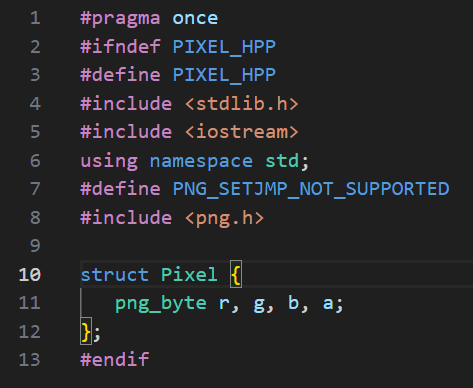 1 #pragma once
2 #ifndef PIXEL_HPP
3 #define PIXEL_HPP
4 #include <stdlib.h>
5 #include <iostream>
6 using namespace std;
7 #define PNG_SETJMP_NOT_SUPPORTED
8 #include <png.h>
9
10 struct Pixel {
11    png_byte r, g, b, a;
12 };
13 #endif